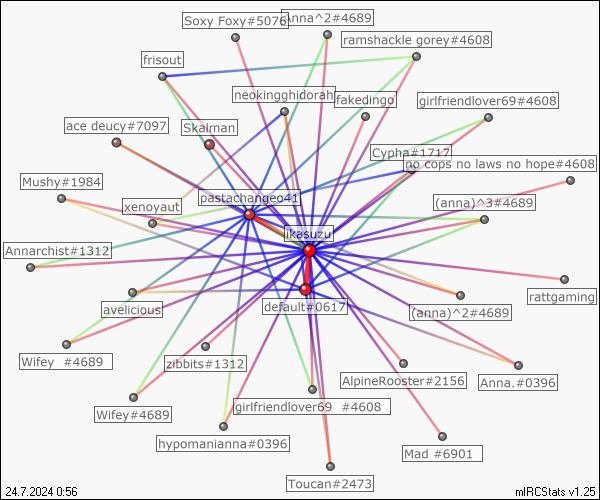 Soxy Foxy#5076
Anna^2#4689
ramshackle gorey#4608
frisout
neokingghidorah
fakedingo
girlfriendlover69#4608
ace deucy#7097
Skalman
Cypha#1717
no cops no laws no hope#4608
Mushy#1984
pastachangeo41
xenoyaut
(anna)^3#4689
likasuzu
Annarchist#1312
rattgaming
avelicious
default#0617
(anna)^2#4689
Wifey #4689
zibbits#1312
AlpineRooster#2156
Anna.#0396
Wifey#4689
girlfriendlover69 #4608
hypomanianna#0396
Mad #6901
Toucan#2473
24.7.2024 0:56
mIRCStats v1.25